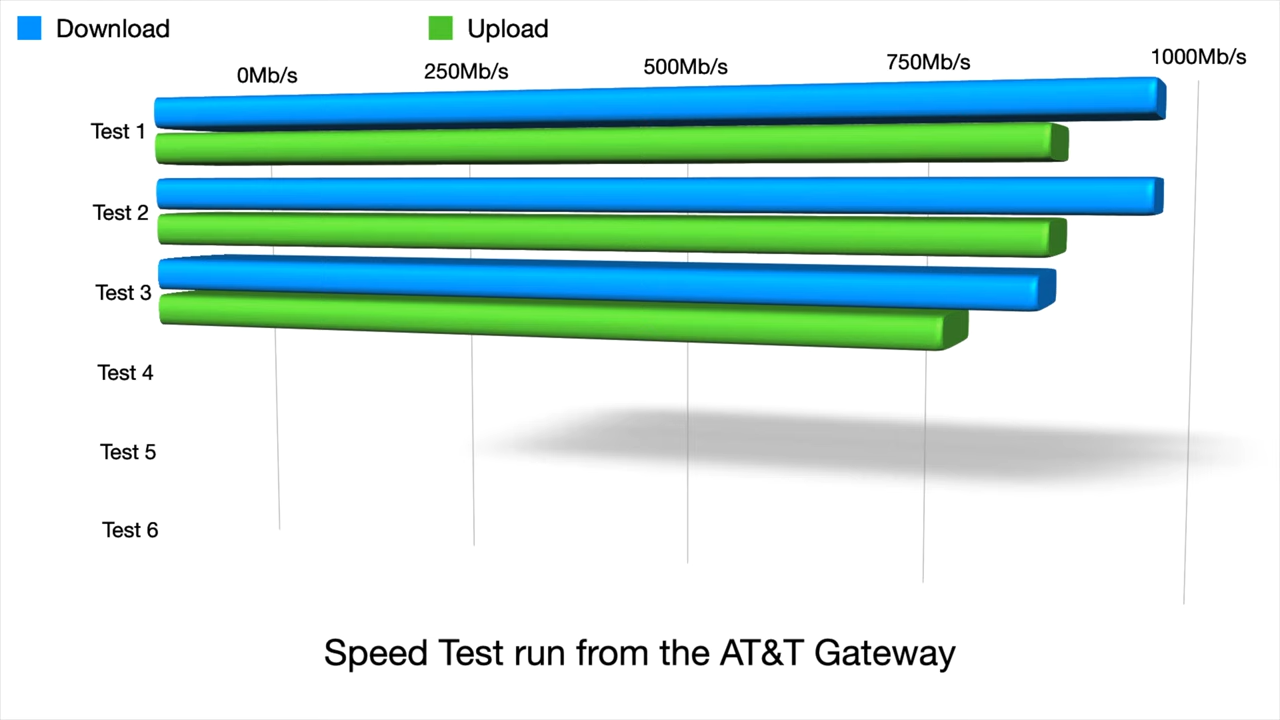 Download
Upload
0Mb/s
250Mb/s
500Mb/s
750Mb/s
1000Mb/s
Test 1
Test 2
Test 3
Test 4
Test 5
Test 6
Speed Test run from the AT&T Gateway